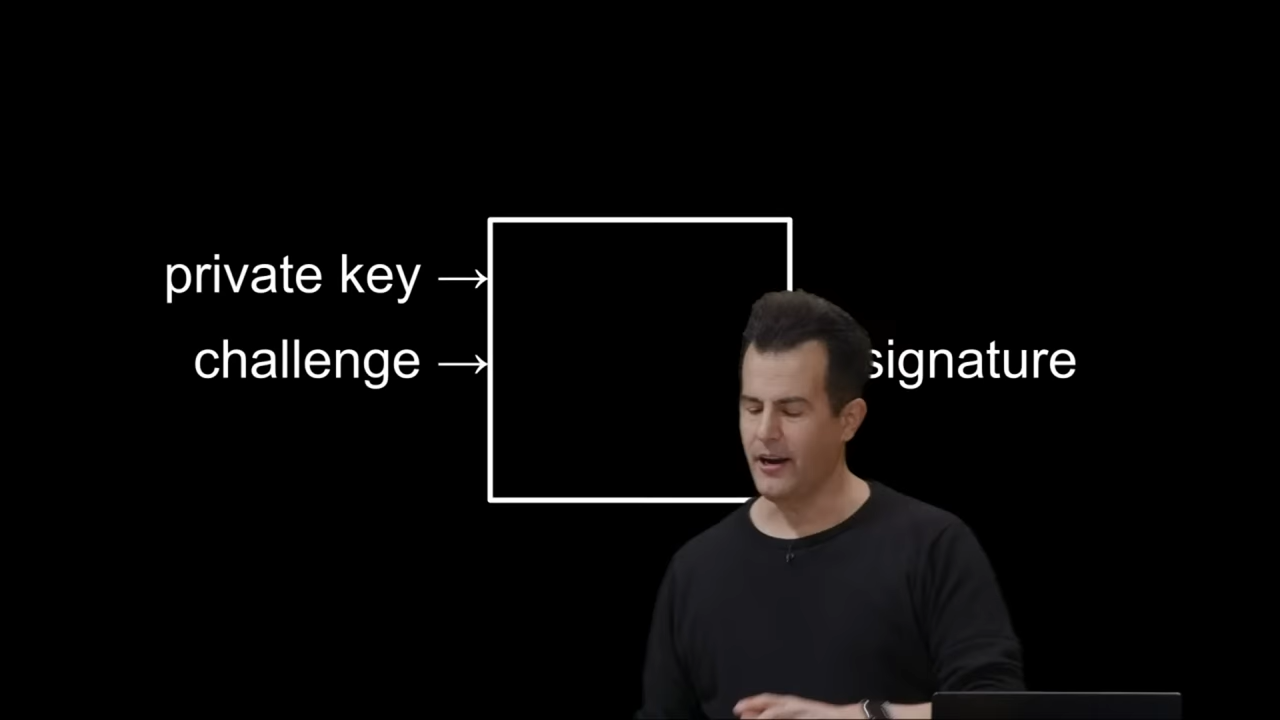 private key →
challenge →
signature